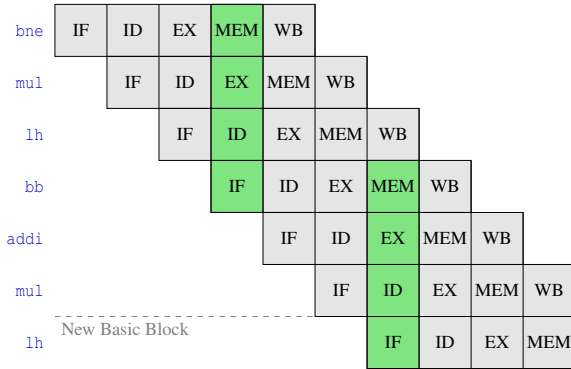 bne IF ID EX MEM WB
mul IF ID EX MEM WB
lh IF ID EX MEM WB
bb IF ID EX MEM WB
addi IF ID EX MEM WB
mul IF ID EX MEM WB
New Basic Block
lh IF ID EX MEM